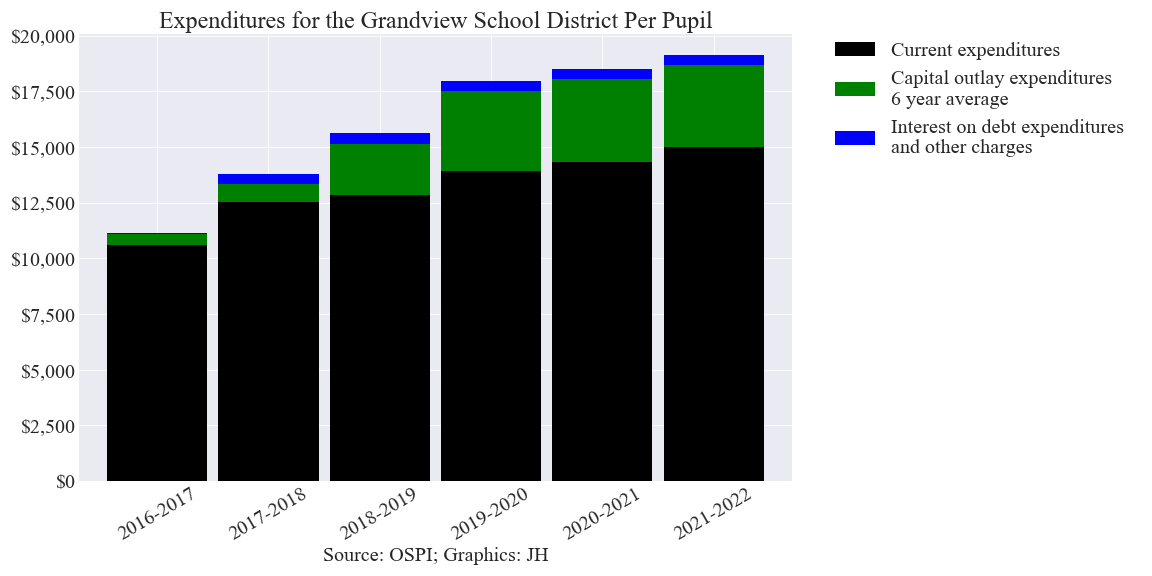 Expenditures for the Grandview School District Per Pupil
$20,000
$17,500
$15,000
$12,500
$10,000
$7,500
$5,000
$2,500
$0
2016-2017
2017-2018
2018-2019
2019-2020
2020-2021
2021-2022
Source: OSPI; Graphics: JH
Current expenditures
Capital outlay expenditures
6 year average
Interest on debt expenditures
and other charges